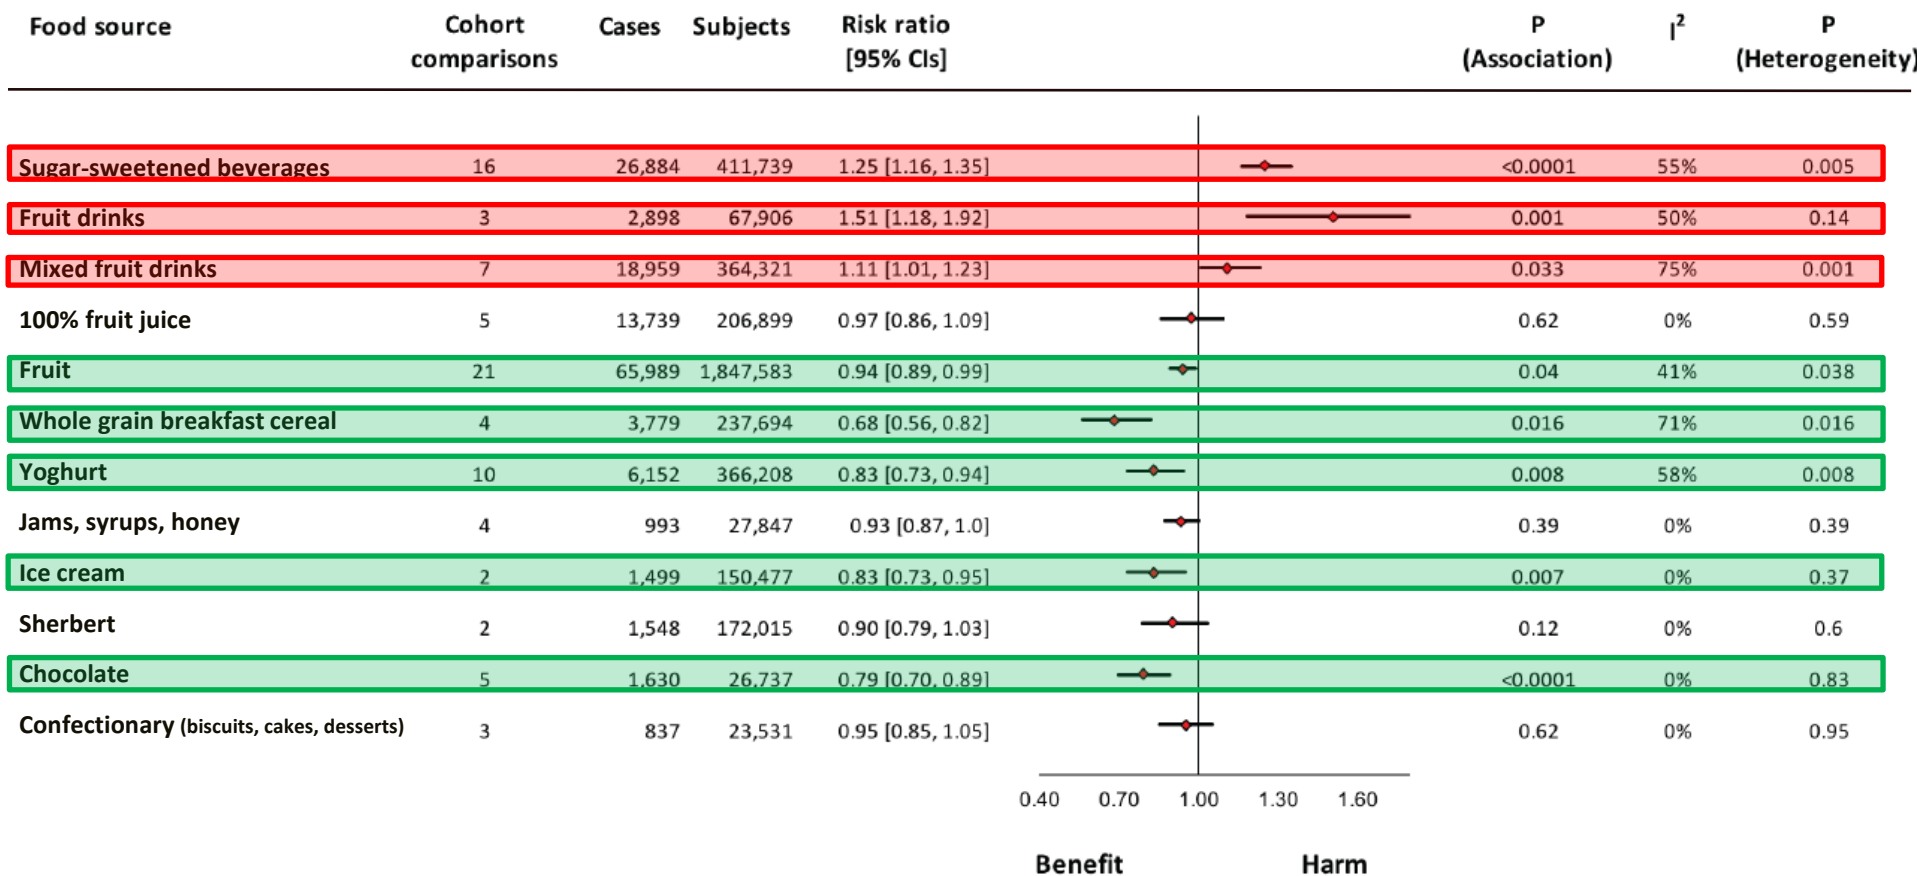 Food source Cohort comparisons Cases Subjects Risk ratio [95% CIs] P (Association) I² P (Heterogeneity)
Sugar-sweetened beverages 16 26,884 411,739 1.25 [1.16, 1.35] <0.0001 55% 0.005
Fruit drinks 3 2,898 67,906 1.51 [1.18, 1.92] 0.001 50% 0.14
Mixed fruit drinks 7 18,959 364,321 1.11 [1.01, 1.23] 0.033 75% 0.001
100% fruit juice 5 13,739 206,899 0.97 [0.86, 1.09] 0.62 0% 0.59
Fruit 21 65,989 1,847,583 0.94 [0.89, 0.99] 0.04 41% 0.038
Whole grain breakfast cereal 4 3,779 237,694 0.68 [0.56, 0.82] 0.016 71% 0.016
Yoghurt 10 6,152 366,208 0.83 [0.73, 0.94] 0.008 58% 0.008
Jams, syrups, honey 4 993 27,847 0.93 [0.87, 1.0] 0.39 0% 0.39
Ice cream 2 1,499 150,477 0.83 [0.73, 0.95] 0.007 0% 0.37
Sherbert 2 1,548 172,015 0.90 [0.79, 1.03] 0.12 0% 0.6
Chocolate 5 1,630 26,737 0.79 [0.70, 0.89] <0.0001 0% 0.83
Confectionary (biscuits, cakes, desserts) 3 837 23,531 0.95 [0.85, 1.05] 0.62 0% 0.95
0.40 0.70 1.00 1.30 1.60
Benefit Harm